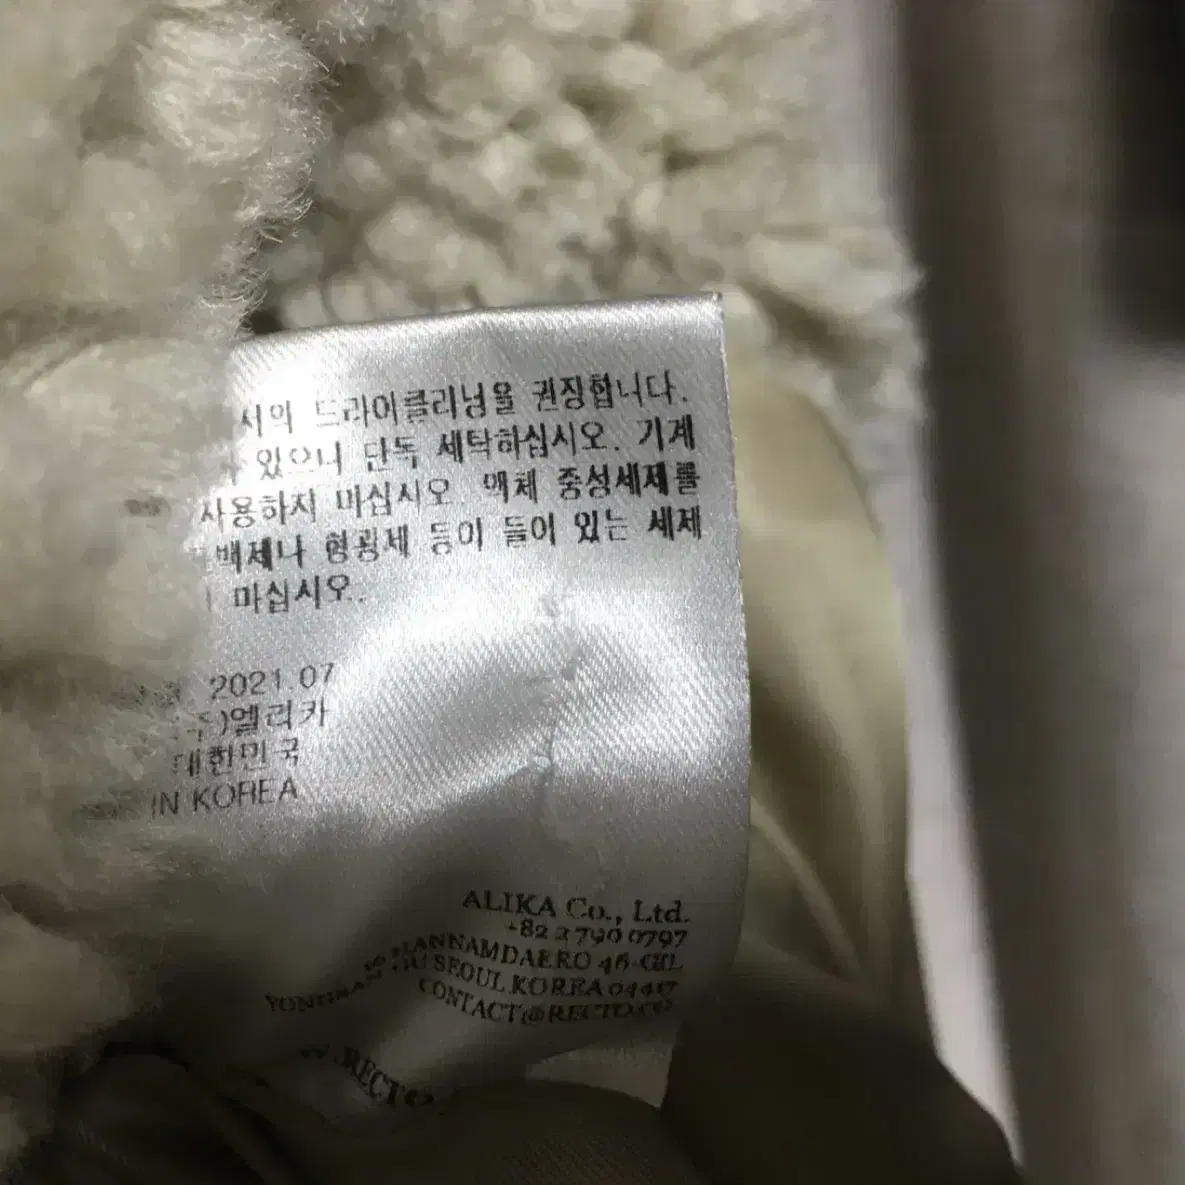 서의 드라이클리닝을 권장합니다.
있으니 단독 세탁하십시오. 기계
사용하지 마십시오 액체 중성세제를
백제나 형광세 등이 들어 있는 세제
마십시오.
2021.07
주)엘리카
대한민국
IN KOREA
ALIKA Co., Ltd.
+82 2 790 0797
HANNAMDAERO 46-GIL
SEOUL KOREA 04417
CONTACT@RECTO.CO
.RECTO.